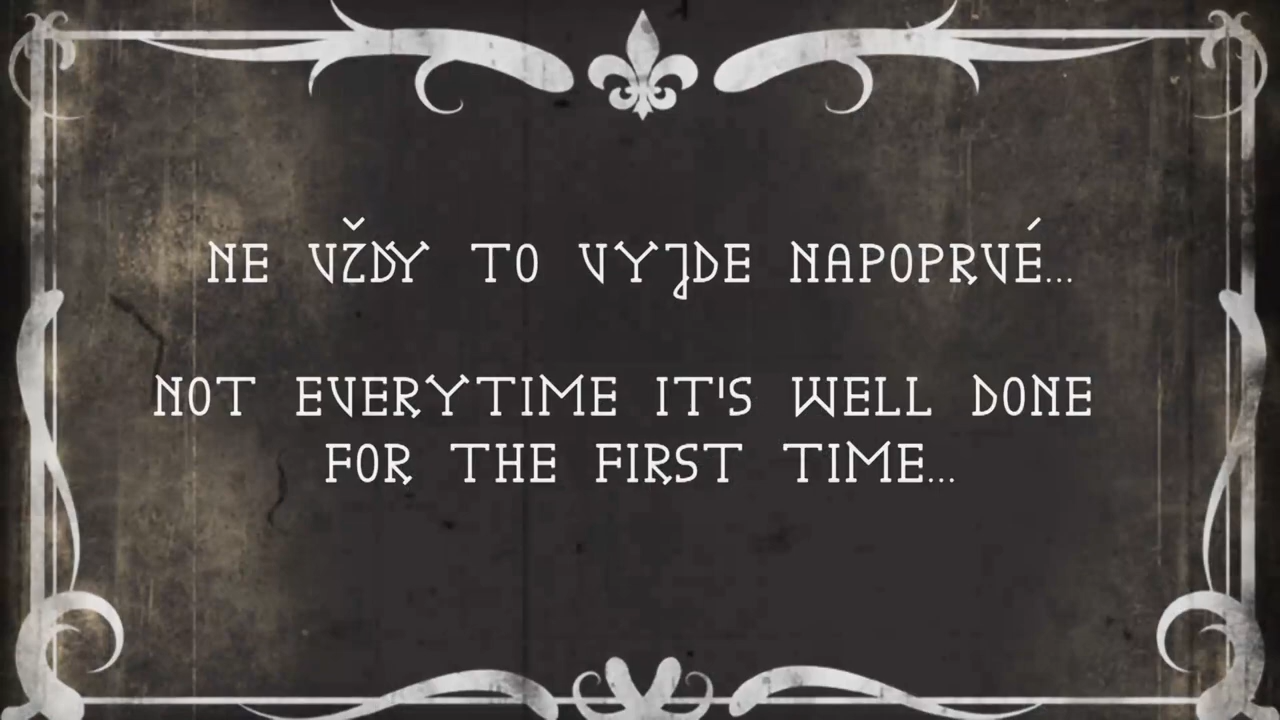 NE VŽDY TO VYJDE NAPOPRVÉ...
NOT EVERYTIME IT'S WELL DONE
FOR THE FIRST TIME...